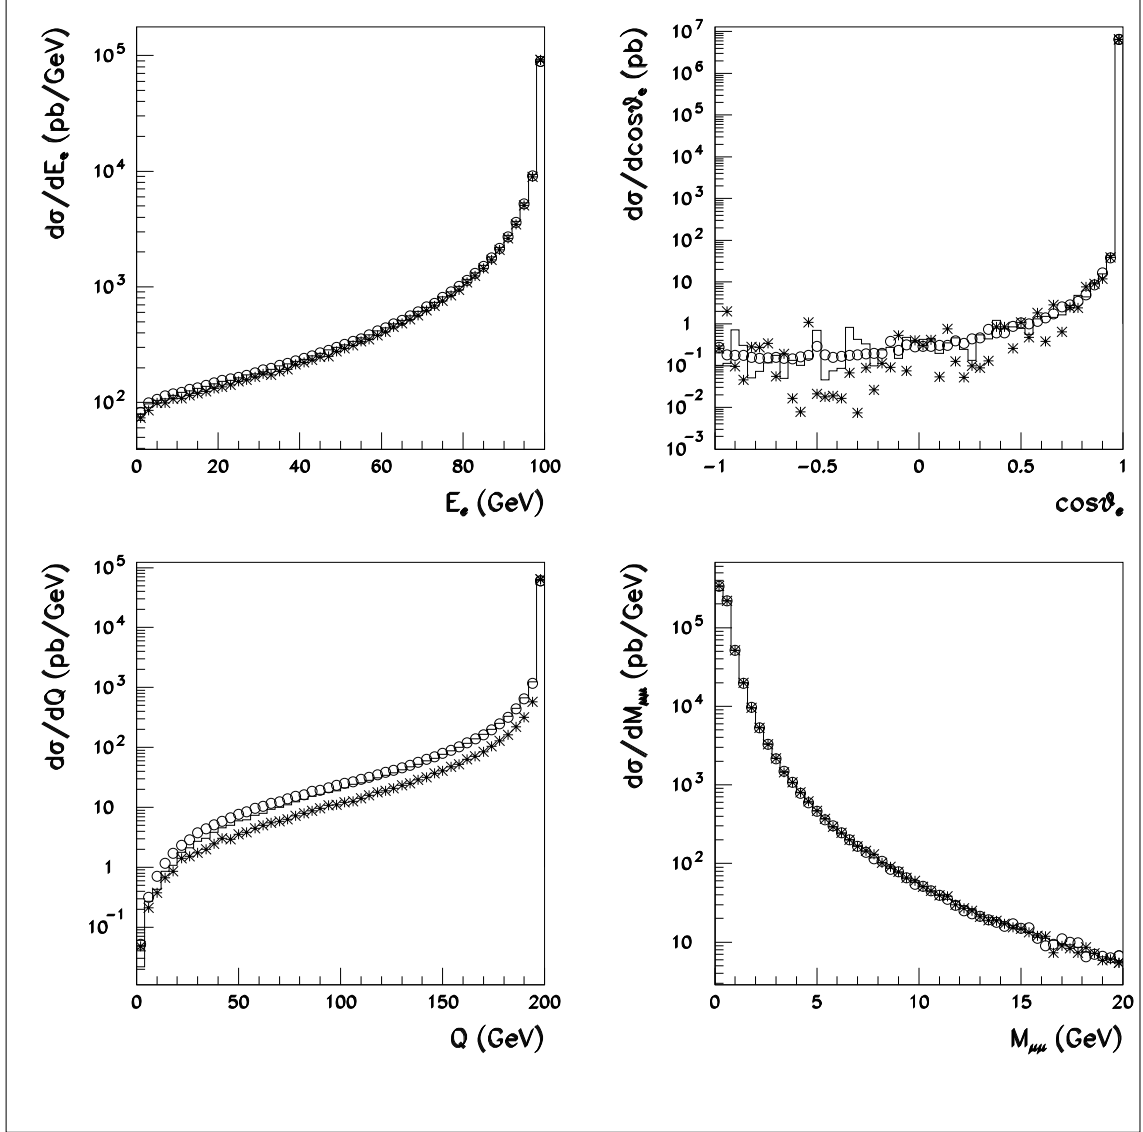 dσ/dE_e (pb/GeV)
10^5
10^4
10^3
10^2
0 20 40 60 80 100
E_e (GeV)
dσ/dcosϑ_e (pb)
10^7
10^6
10^5
10^4
10^3
10^2
10
1
10^-1
10^-2
10^-3
−1 −0.5 0 0.5 1
cosϑ_e
dσ/dQ (pb/GeV)
10^5
10^4
10^3
10^2
10
1
10^-1
0 50 100 150 200
Q (GeV)
dσ/dM_μμ (pb/GeV)
10^5
10^4
10^3
10^2
10
0 5 10 15 20
M_μμ (GeV)